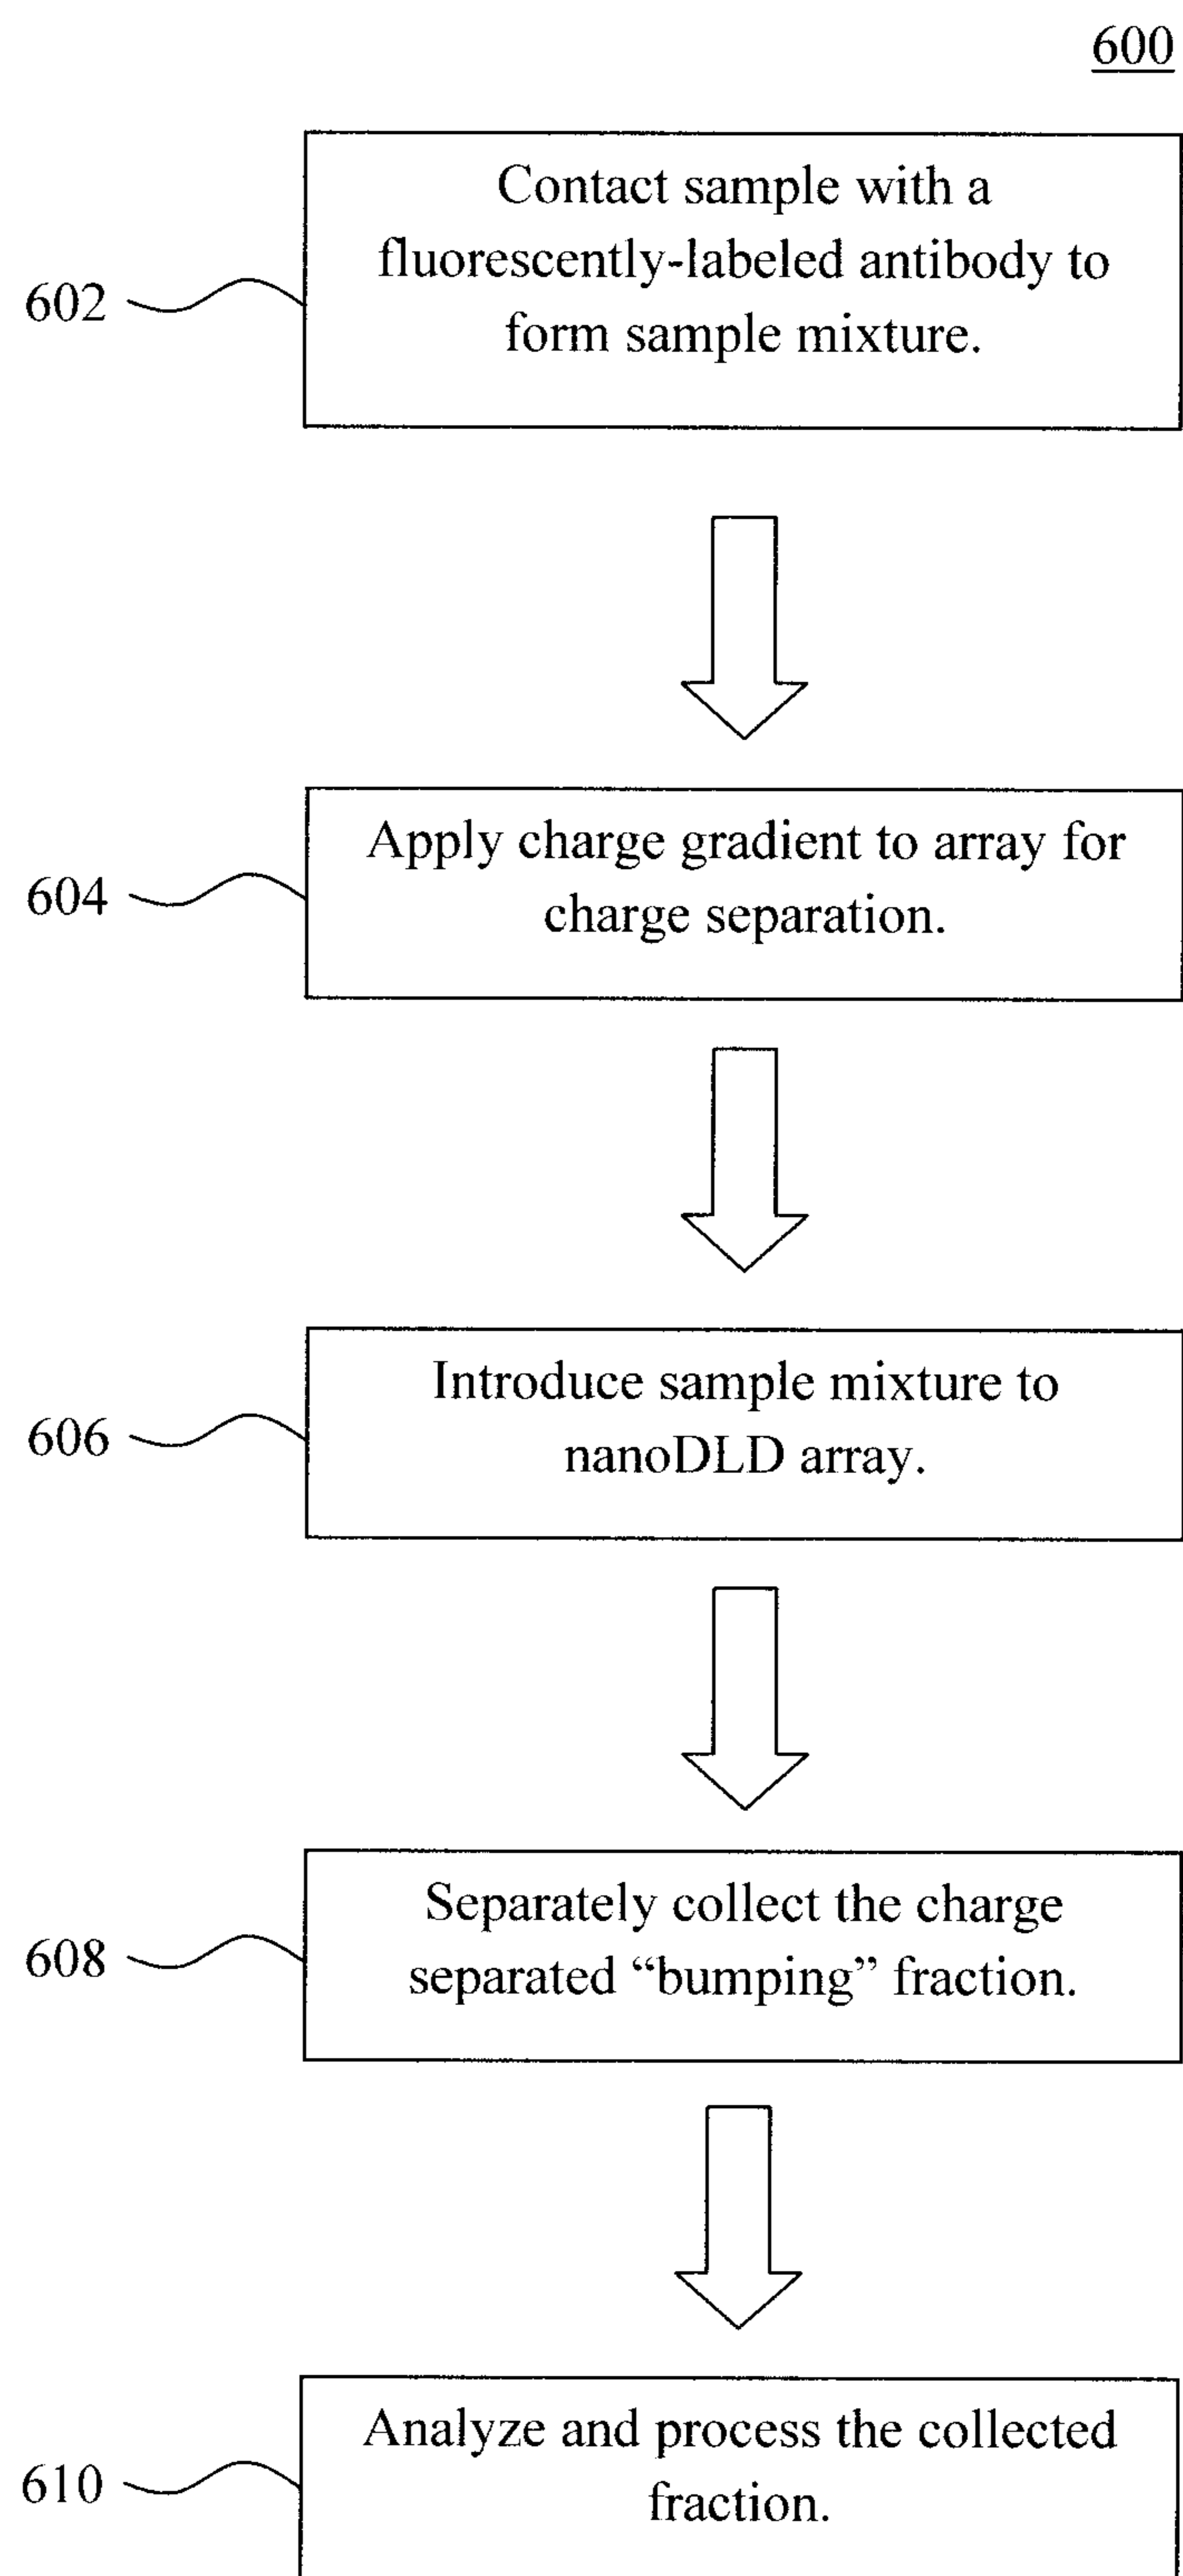 600
602
Contact sample with a
fluorescently-labeled antibody to
form sample mixture.
604
Apply charge gradient to array for
charge separation.
606
Introduce sample mixture to
nanoDLD array.
608
Separately collect the charge
separated “bumping” fraction.
610
Analyze and process the collected
fraction.